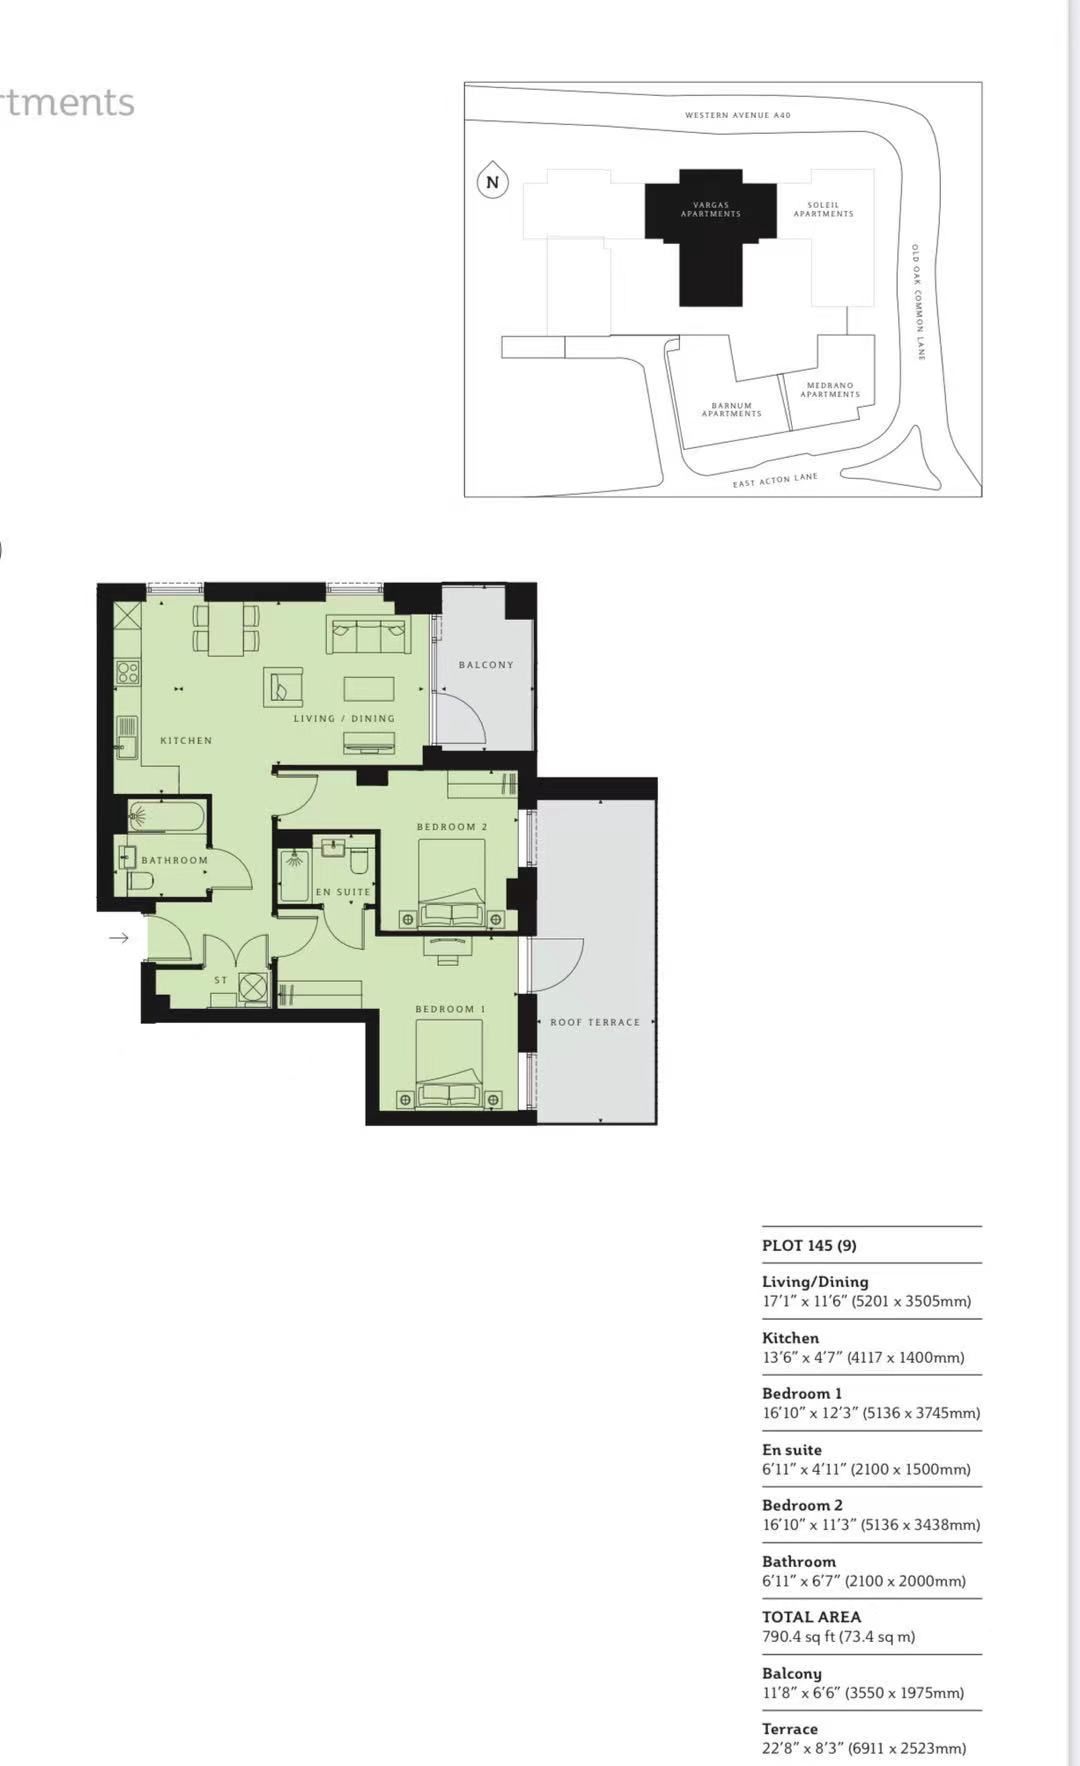 rtments
WESTERN AVENUE A40
N
VARGAS
APARTMENTS
SOLEIL
APARTMENTS
OLD OAK COMMON LANE
MEDRANO
APARTMENTS
BARNUM
APARTMENTS
EAST ACTON LANE
BALCONY
LIVING / DINING
KITCHEN
BEDROOM 2
BATHROOM
EN SUITE
ST
BEDROOM 1
ROOF TERRACE
PLOT 145 (9)
Living/Dining
17'1" x 11'6" (5201 x 3505mm)
Kitchen
13'6" x 4'7" (4117 x 1400mm)
Bedroom 1
16'10" x 12'3" (5136 x 3745mm)
En suite
6'11" x 4'11" (2100 x 1500mm)
Bedroom 2
16'10" x 11'3" (5136 x 3438mm)
Bathroom
6'11" x 6'7" (2100 x 2000mm)
TOTAL AREA
790.4 sq ft (73.4 sq m)
Balcony
11'8" x 6'6" (3550 x 1975mm)
Terrace
22'8" x 8'3" (6911 x 2523mm)